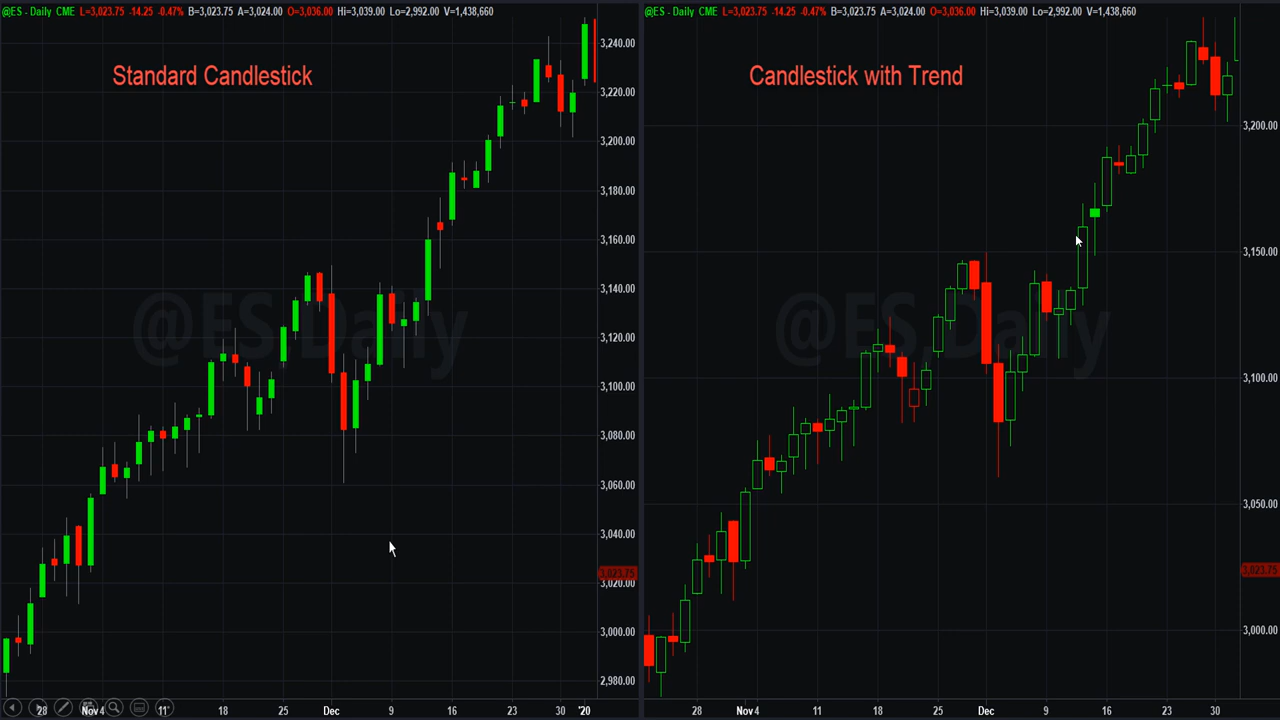 @ES - Daily CME L=3,023.75 -14.25 -0.47% B=3,023.75 A=3,024.00 O=3,036.00 Hi=3,039.00 Lo=2,992.00 V=1,438,660
Standard Candlestick
@ES,Daily
3,240.00
3,220.00
3,200.00
3,180.00
3,160.00
3,140.00
3,120.00
3,100.00
3,080.00
3,060.00
3,040.00
3,023.75
3,020.00
3,000.00
2,980.00
28 Nov 4 11 18 25 Dec 9 16 23 30 '20
@ES - Daily CME L=3,023.75 -14.25 -0.47% B=3,023.75 A=3,024.00 O=3,036.00 Hi=3,039.00 Lo=2,992.00 V=1,438,660
Candlestick with Trend
@ES,Daily
3,200.00
3,150.00
3,100.00
3,050.00
3,023.75
3,000.00
28 Nov 4 11 18 25 Dec 9 16 23 30